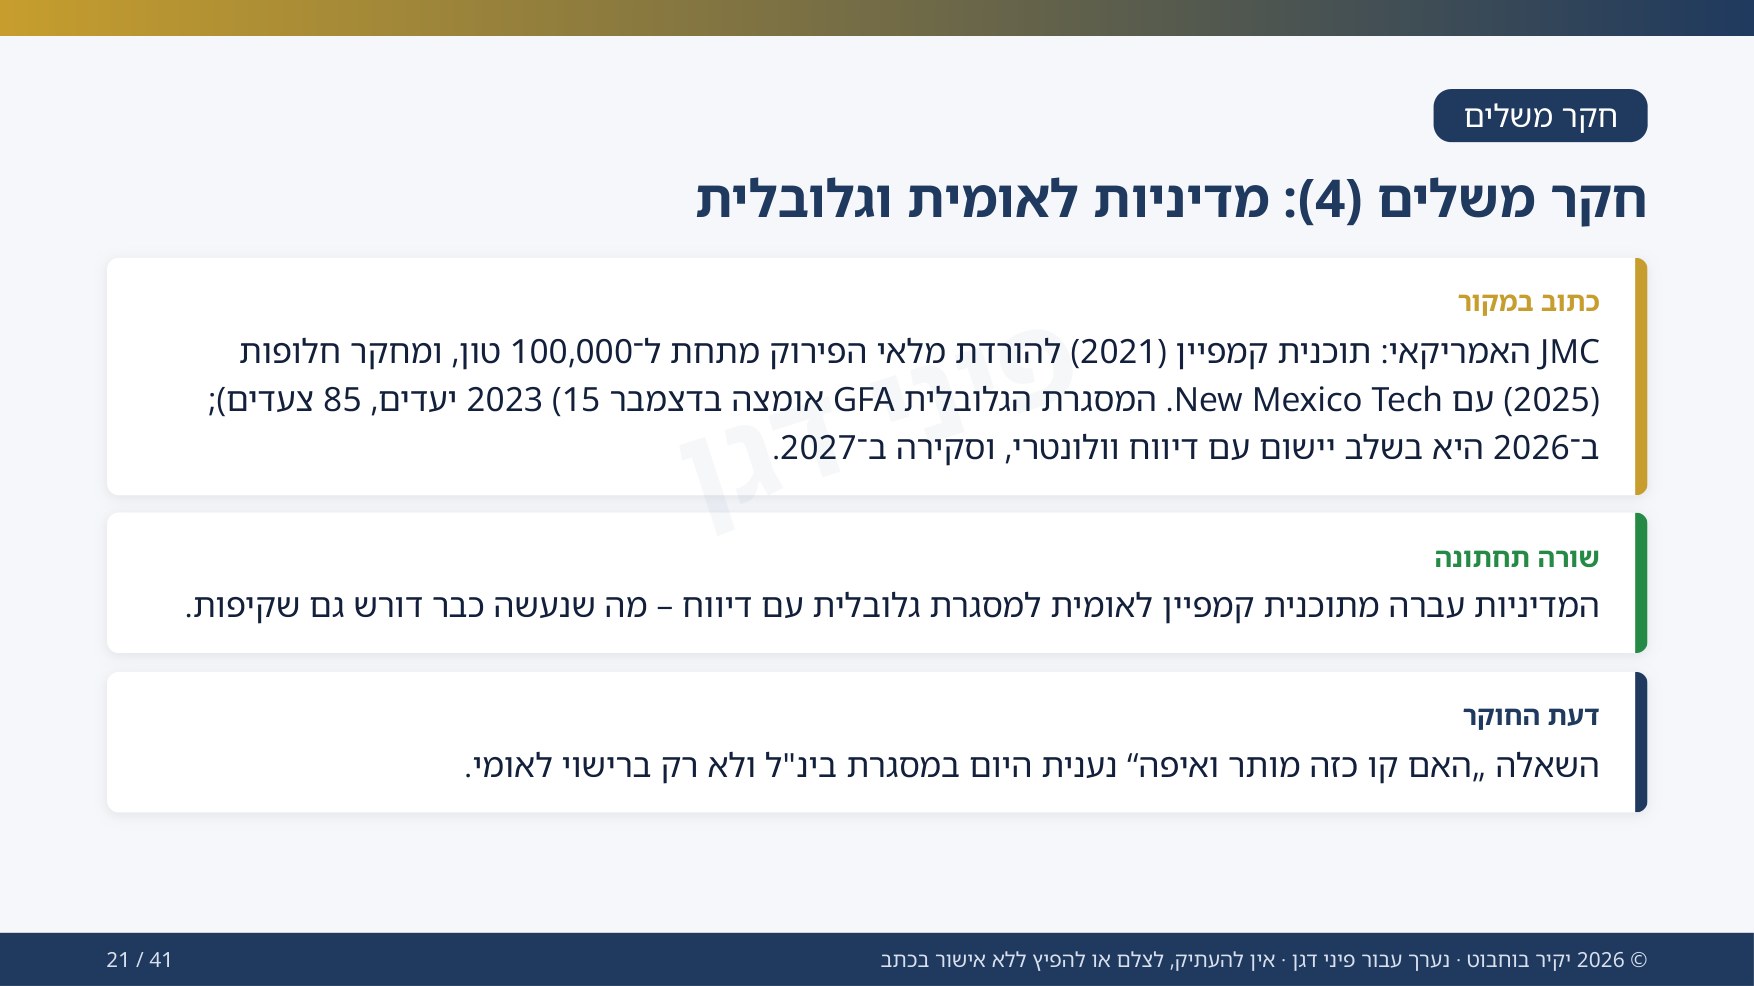 חקר משלים
חקר משלים (4): מדיניות לאומית וגלובלית
כתוב במקור
JMC האמריקאי: תוכנית קמפיין (2021) להורדת מלאי הפירוק מתחת ל־100,000 טון, ומחקר חלופות
(2025) עם New Mexico Tech. המסגרת הגלובלית GFA אומצה בדצמבר 2023 (15 יעדים, 85 צעדים);
ב־2026 היא בשלב יישום עם דיווח וולונטרי, וסקירה ב־2027.
פיני דגן
שורה תחתונה
המדיניות עברה מתוכנית קמפיין לאומית למסגרת גלובלית עם דיווח – מה שנעשה כבר דורש גם שקיפות.
דעת החוקר
השאלה „האם קו כזה מותר ואיפה“ נענית היום במסגרת בינ"ל ולא רק ברישוי לאומי.
© 2026 יקיר בוחבוט · נערך עבור פיני דגן · אין להעתיק, לצלם או להפיץ ללא אישור בכתב
21 / 41